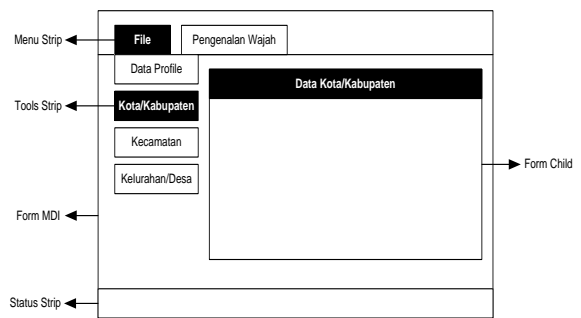 Menu Strip
File
Pengenalan Wajah
Data Profile
Data Kota/Kabupaten
Tools Strip
Kota/Kabupaten
Kecamatan
Form Child
Kelurahan/Desa
Form MDI
Status Strip